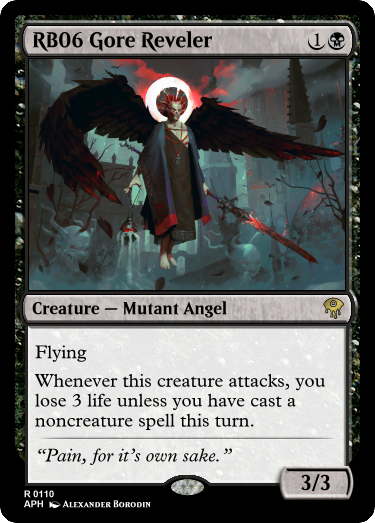 RB06 Gore Reveler 1
Creature — Mutant Angel
Flying
Whenever this creature attacks, you
lose 3 life unless you have cast a
noncreature spell this turn.
“Pain, for it’s own sake.”
3/3
R 0110
APH Alexander Borodin